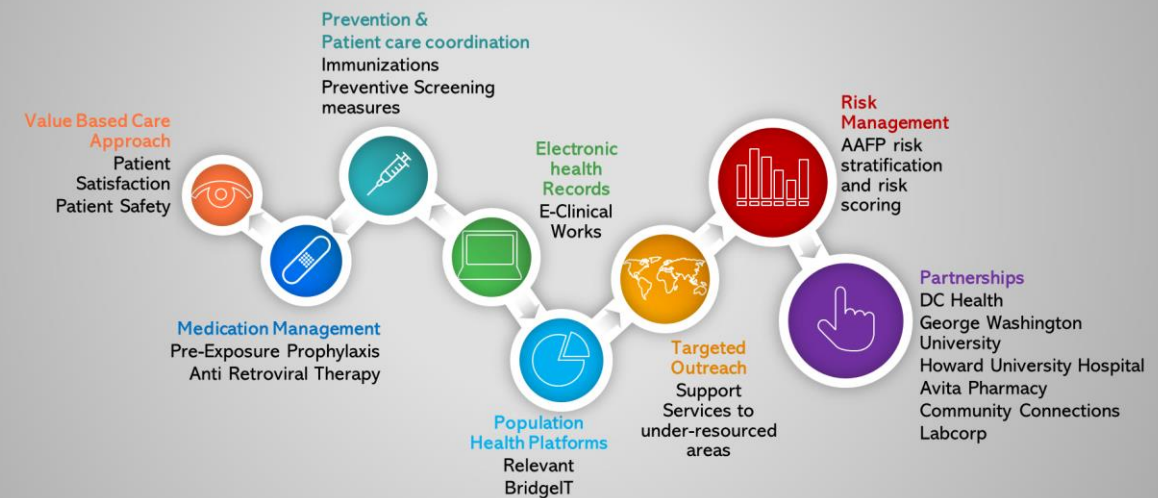 Value Based Care
Approach
Patient
Satisfaction
Patient Safety
Medication Management
Pre-Exposure Prophylaxis
Anti Retroviral Therapy
Prevention &
Patient care coordination
Immunizations
Preventive Screening
measures
Electronic
health
Records
E-Clinical
Works
Population
Health Platforms
Relevant
BridgeIT
Targeted
Outreach
Support
Services to
under-resourced
areas
Risk
Management
AAFP risk
stratification
and risk
scoring
Partnerships
DC Health
George Washington
University
Howard University Hospital
Avita Pharmacy
Community Connections
Labcorp